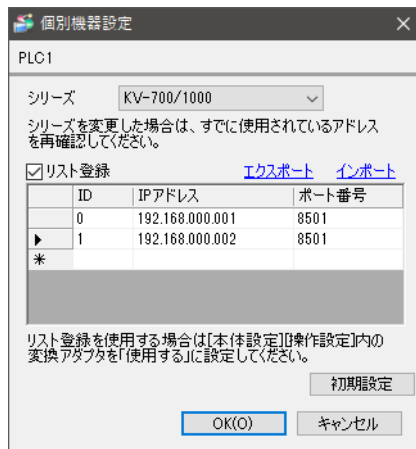 個別機器設定
PLC1
シリーズ KV-700/1000
シリーズを変更した場合は、すでに使用されているアドレス
を再確認してください。
リスト登録 エクスポート インポート
ID IPアドレス ポート番号
0 192.168.000.001 8501
1 192.168.000.002 8501
リスト登録を使用する場合は[本体設定][操作設定]内の
変換アダプタを「使用する」に設定してください。
初期設定
OK(O) キャンセル